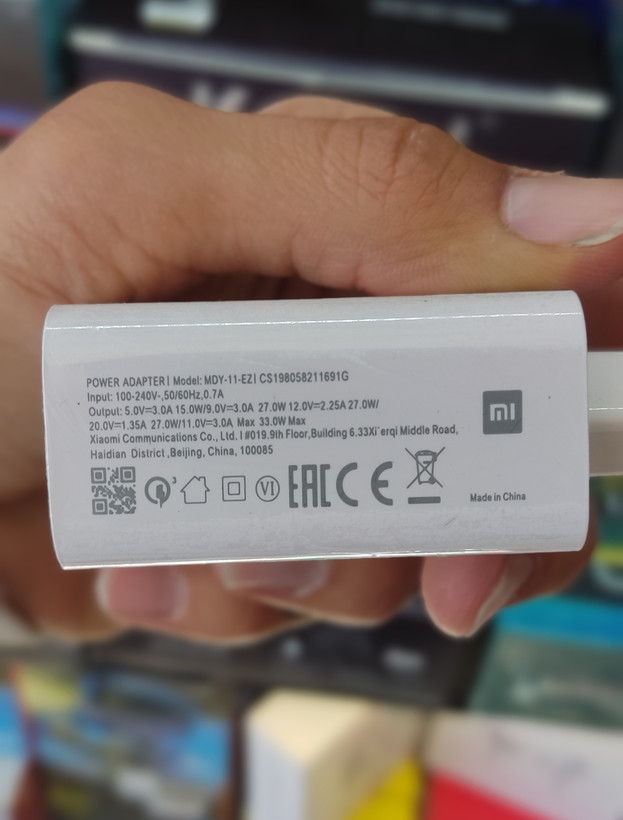 POWER ADAPTER| Model: MDY-11-EZ| CS198058211691G
Input: 100-240V~,50/60Hz,0.7A
Output: 5.0V=3.0A 15.0W/9.0V=3.0A 27.0W 12.0V=2.25A 27.0W/
20.0V=1.35A 27.0W/11.0V=3.0A Max 33.0W Max
Xiaomi Communications Co., Ltd. I #019.9th Floor,Building 6.33Xi`erqi Middle Road,
Haidian District ,Beijing, China, 100085
mi
3
VI
EAC CE
Made in China